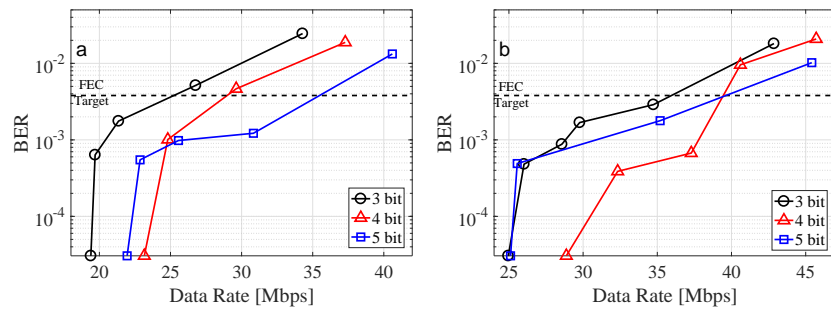 a
BER
10^-2
10^-3
10^-4
FEC
Target
3 bit
4 bit
5 bit
20 25 30 35 40
Data Rate [Mbps]
b
BER
10^-2
10^-3
10^-4
FEC
Target
3 bit
4 bit
5 bit
25 30 35 40 45
Data Rate [Mbps]